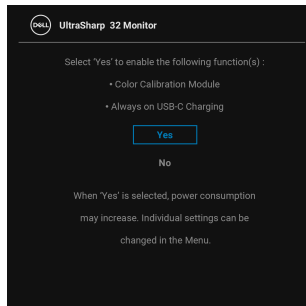 DELL
UltraSharp 32 Monitor
Select 'Yes' to enable the following function(s) :
• Color Calibration Module
• Always on USB-C Charging
Yes
No
When 'Yes' is selected, power consumption
may increase. Individual settings can be
changed in the Menu.